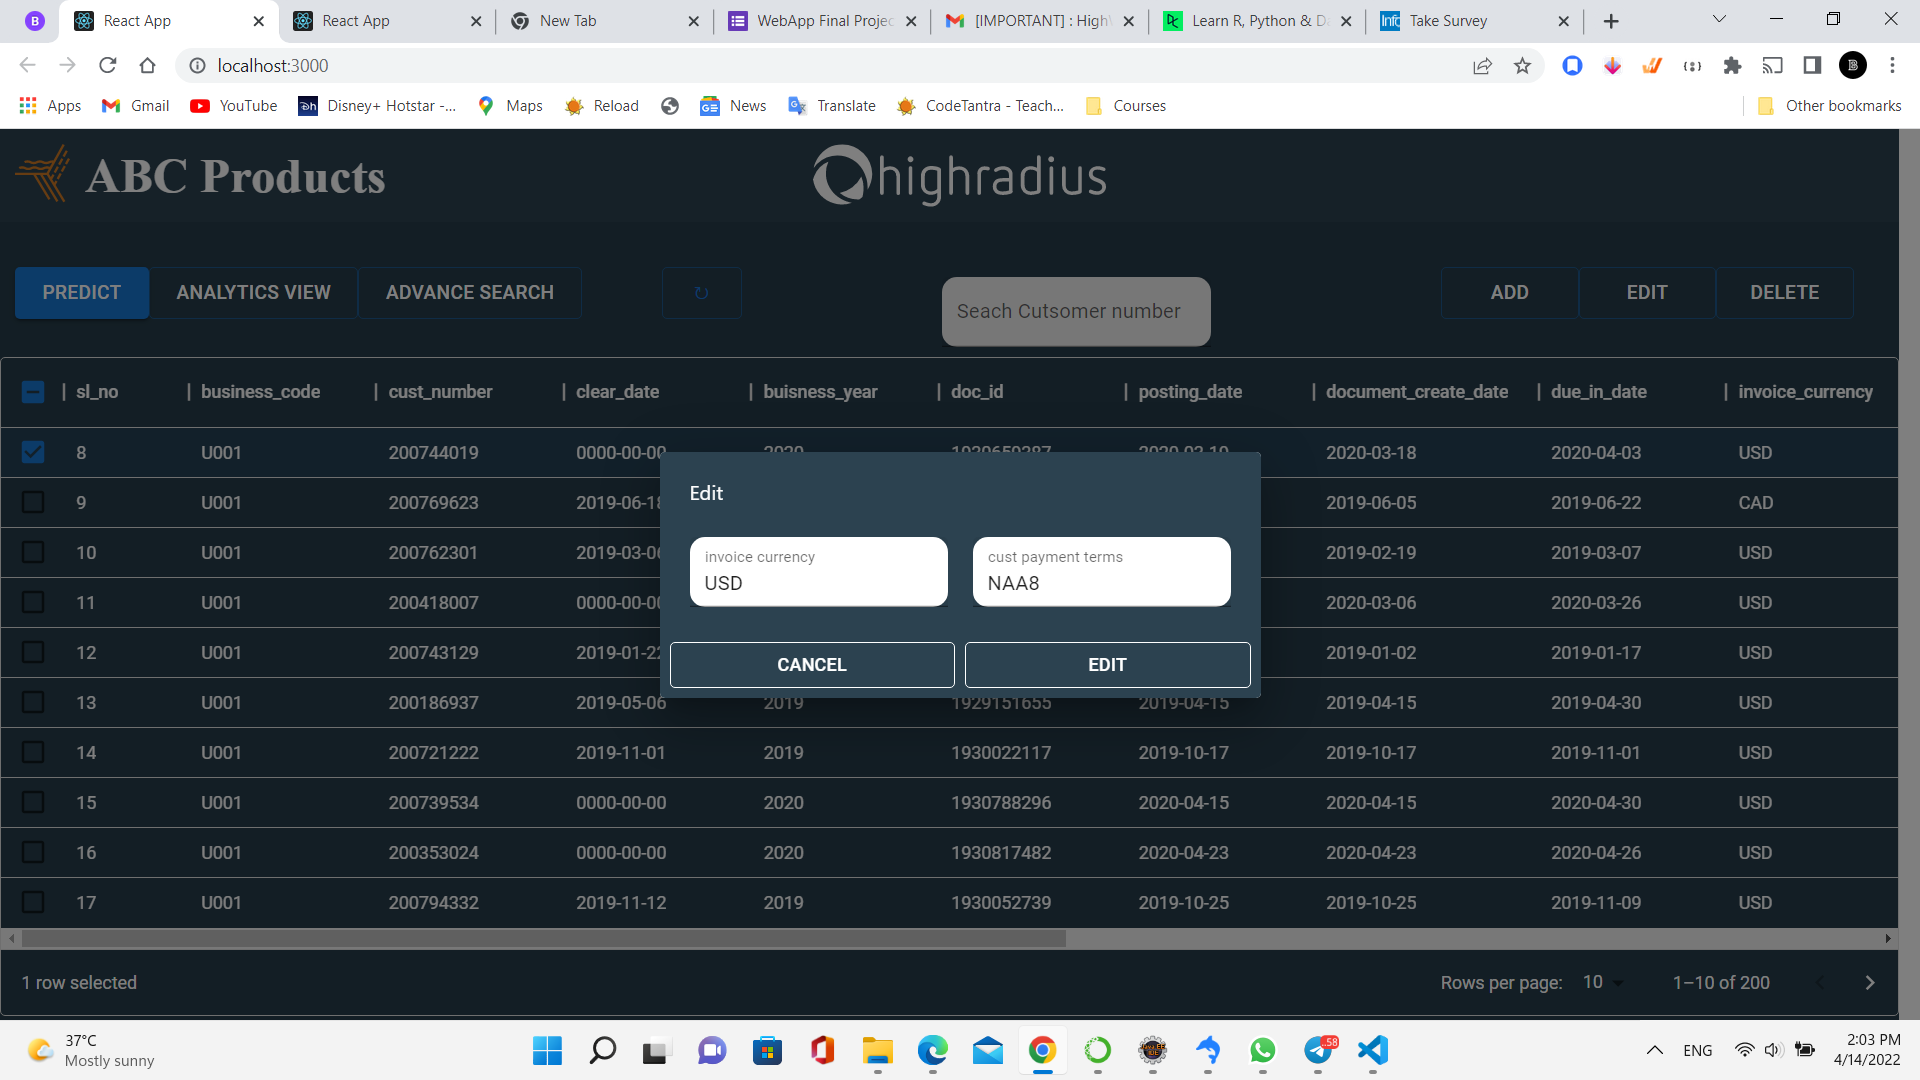 React App
React App
New Tab
WebApp Final Projec
[IMPORTANT] : High
Learn R, Python & D
Take Survey
localhost:3000
Apps
Gmail
YouTube
Disney+ Hotstar -...
Maps
Reload
News
Translate
CodeTantra - Teach...
Courses
Other bookmarks
ABC Products
highradius
PREDICT
ANALYTICS VIEW
ADVANCE SEARCH
Seach Cutsomer number
ADD
EDIT
DELETE
sl_no business_code cust_number clear_date buisness_year doc_id posting_date document_create_date due_in_date invoice_currency
8 U001 200744019 0000-00-00 2020 1930659387 2020-03-19 2020-03-18 2020-04-03 USD
9 U001 200769623 2019-06-18 2019-06-05 2019-06-22 CAD
10 U001 200762301 2019-03-06 2019-02-19 2019-03-07 USD
11 U001 200418007 0000-00-00 2020-03-06 2020-03-26 USD
12 U001 200743129 2019-01-22 2019-01-02 2019-01-17 USD
13 U001 200186937 2019-05-06 2019 1929151655 2019-04-15 2019-04-15 2019-04-30 USD
14 U001 200721222 2019-11-01 2019 1930022117 2019-10-17 2019-10-17 2019-11-01 USD
15 U001 200739534 0000-00-00 2020 1930788296 2020-04-15 2020-04-15 2020-04-30 USD
16 U001 200353024 0000-00-00 2020 1930817482 2020-04-23 2020-04-23 2020-04-26 USD
17 U001 200794332 2019-11-12 2019 1930052739 2019-10-25 2019-10-25 2019-11-09 USD
Edit
invoice currency
USD
cust payment terms
NAA8
CANCEL
EDIT
1 row selected
Rows per page: 10
1–10 of 200
37°C
Mostly sunny
58
ENG
2:03 PM
4/14/2022